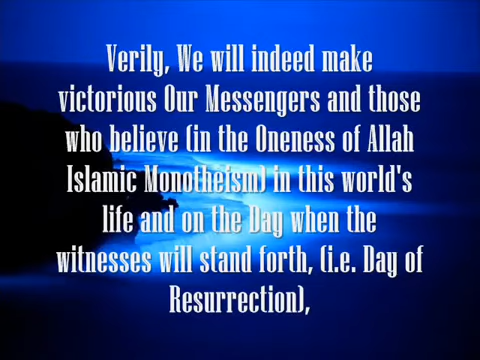 Verily, We will indeed make
victorious Our Messengers and those
who believe (in the Oneness of Allah
Islamic Monotheism) in this world's
life and on the Day when the
witnesses will stand forth, (i.e. Day of
Resurrection),